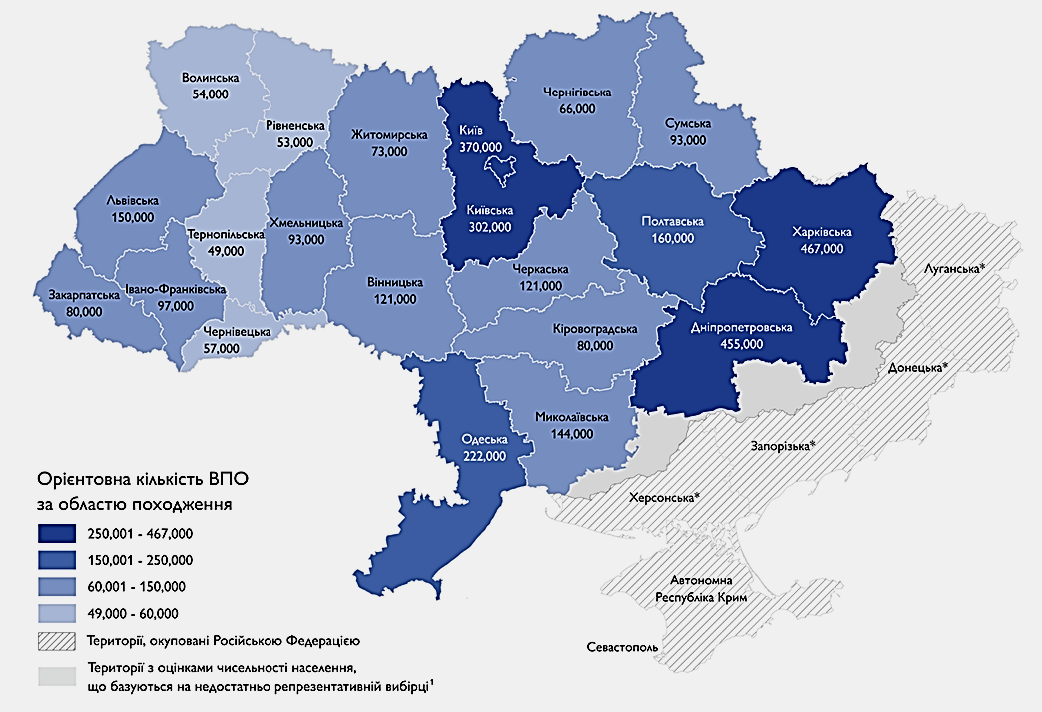 Волинська
54,000
Рівненська
53,000
Житомирська
73,000
Київ
370,000
Київська
302,000
Чернігівська
66,000
Сумська
93,000
Львівська
150,000
Тернопільська
49,000
Хмельницька
93,000
Вінницька
121,000
Черкаська
121,000
Полтавська
160,000
Харківська
467,000
Луганська*
Закарпатська
80,000
Івано-Франківська
97,000
Чернівецька
57,000
Кіровоградська
80,000
Дніпропетровська
455,000
Донецька*
Одеська
222,000
Миколаївська
144,000
Запорізька*
Херсонська*
Автономна
Республіка Крим
Севастополь
Орієнтовна кількість ВПО
за областю походження
250,001 - 467,000
150,001 - 250,000
60,001 - 150,000
49,000 - 60,000
Території, окуповані Російською Федерацією
Території з оцінками чисельності населення,
що базуються на недостатньо репрезентативній вибірці¹